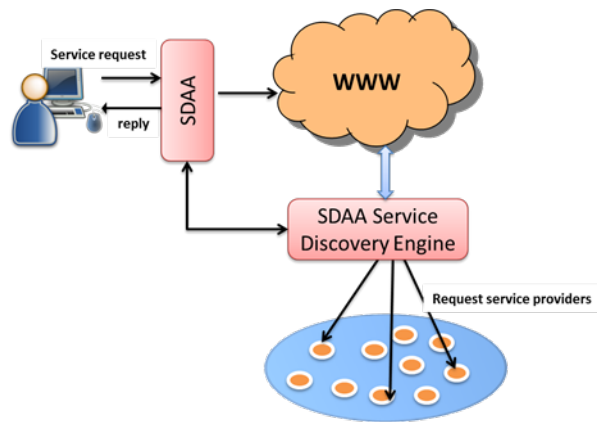 Service request
reply
SDAA
WWW
SDAA Service
Discovery Engine
Request service providers